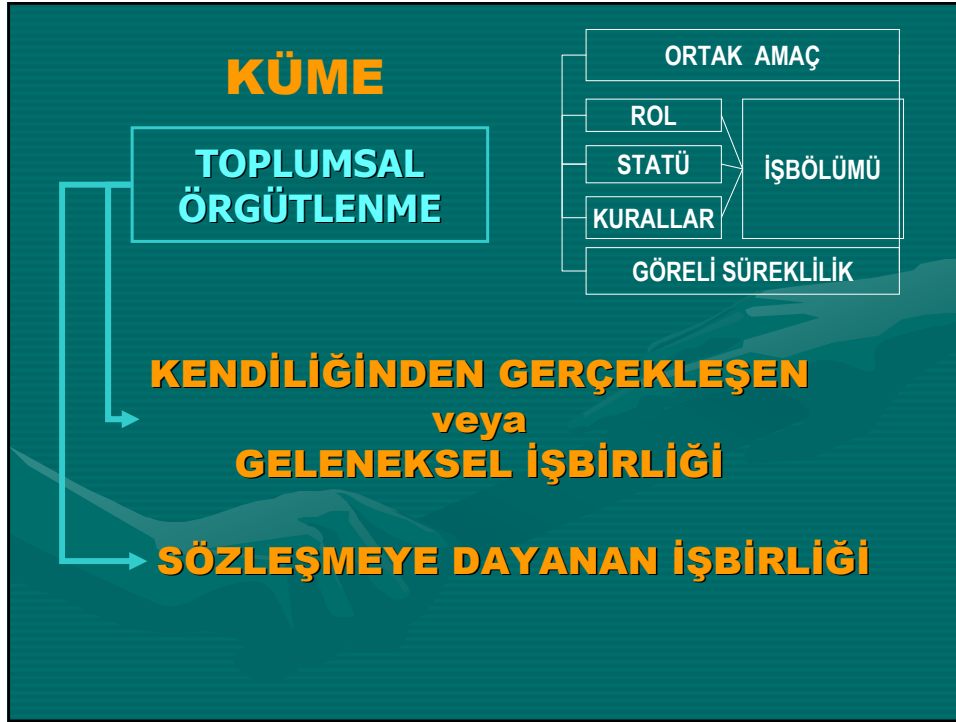 KÜME
TOPLUMSAL
ÖRGÜTLENME
ORTAK AMAÇ
ROL
STATÜ
KURALLAR
İŞBÖLÜMÜ
GÖRELİ SÜREKLİLİK
KENDİLİĞİNDEN GERÇEKLEŞEN
veya
GELENEKSEL İŞBİRLİĞİ
SÖZLEŞMEYE DAYANAN İŞBİRLİĞİ